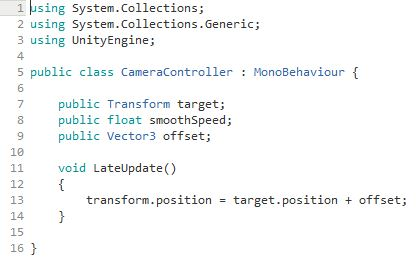 1 using System.Collections;
2 using System.Collections.Generic;
3 using UnityEngine;
4
5 public class CameraController : MonoBehaviour {
6
7     public Transform target;
8     public float smoothSpeed;
9     public Vector3 offset;
10
11     void LateUpdate()
12     {
13         transform.position = target.position + offset;
14     }
15
16 }